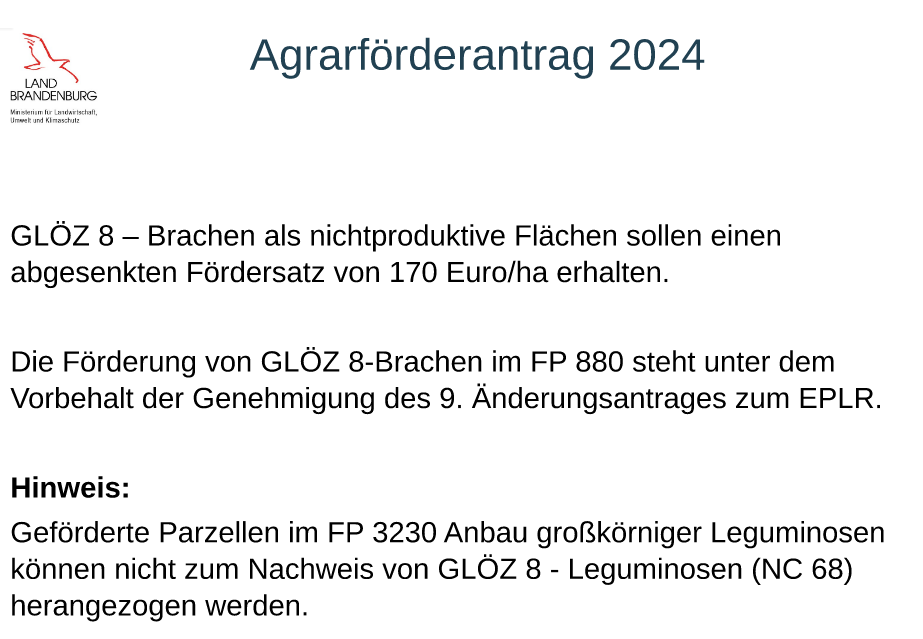 Agrarförderantrag 2024
LAND
BRANDENBURG
Ministerium für Landwirtschaft,
Umwelt und Klimaschutz
GLÖZ 8 – Brachen als nichtproduktive Flächen sollen einen
abgesenkten Fördersatz von 170 Euro/ha erhalten.
Die Förderung von GLÖZ 8-Brachen im FP 880 steht unter dem
Vorbehalt der Genehmigung des 9. Änderungsantrages zum EPLR.
Hinweis:
Geförderte Parzellen im FP 3230 Anbau großkörniger Leguminosen
können nicht zum Nachweis von GLÖZ 8 - Leguminosen (NC 68)
herangezogen werden.